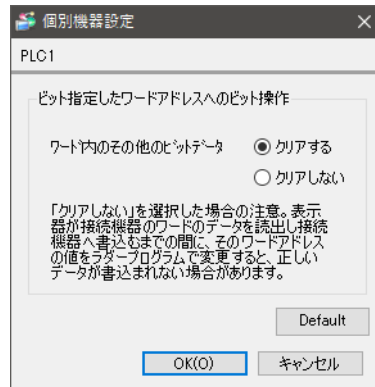 個別機器設定
PLC1
ビット指定したワードアドレスへのビット操作
ワード内のその他のビットデータ
クリアする
クリアしない
「クリアしない」を選択した場合の注意。表示
器が接続機器のワードのデータを読出し接続
機器へ書込むまでの間に、そのワードアドレス
の値をラダープログラムで変更すると、正しい
データが書込まれない場合があります。
Default
OK(O)
キャンセル